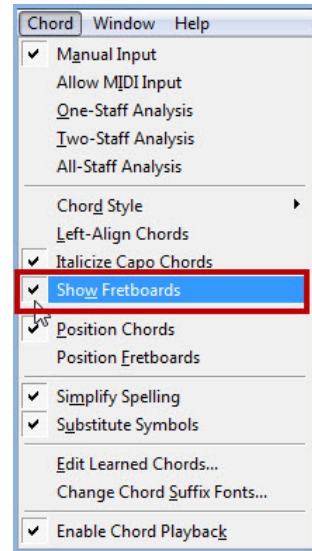 Chord Window Help
Manual Input
Allow MIDI Input
One-Staff Analysis
Two-Staff Analysis
All-Staff Analysis
Chord Style
Left-Align Chords
Italicize Capo Chords
Show Fretboards
Position Chords
Position Fretboards
Simplify Spelling
Substitute Symbols
Edit Learned Chords...
Change Chord Suffix Fonts...
Enable Chord Playback